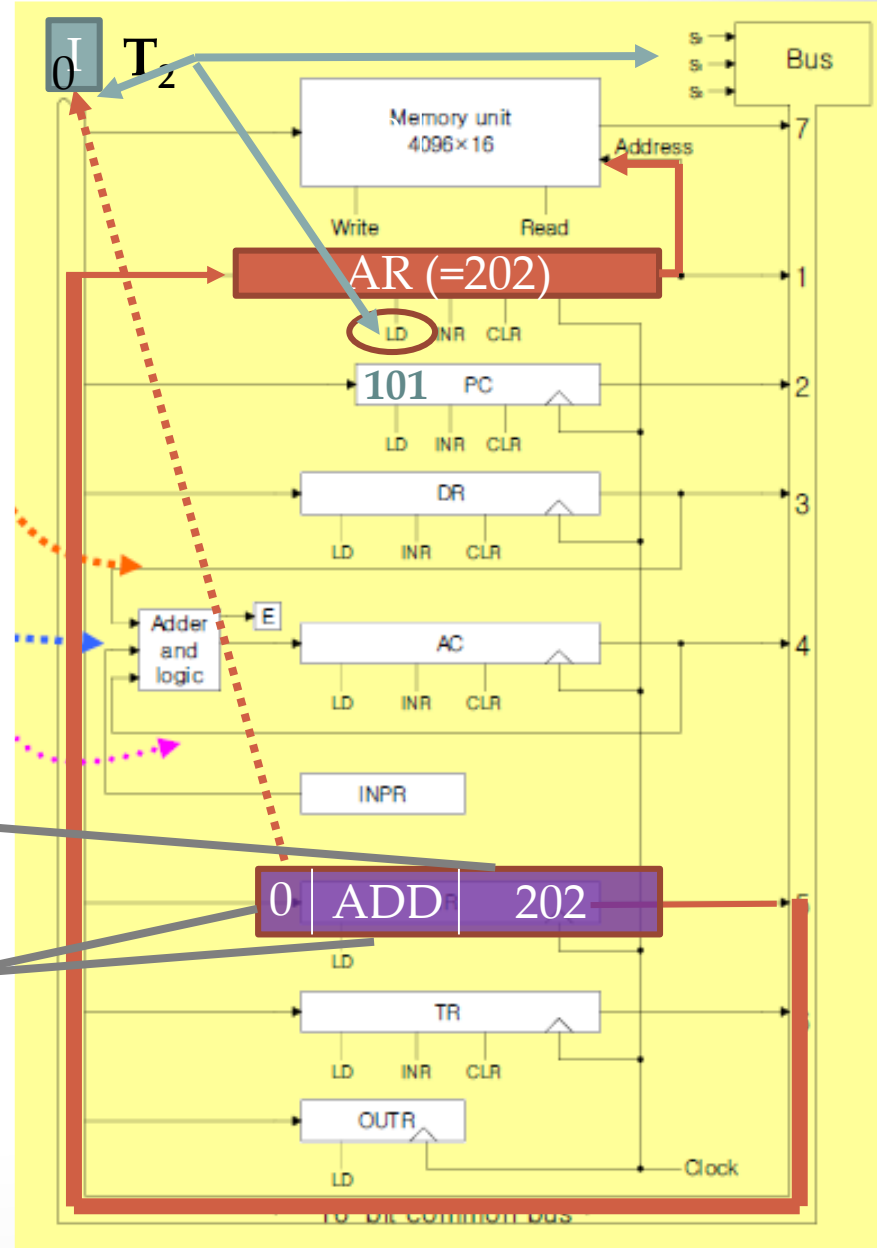 I
0
T2
S₂
S₁
S₀
Bus
Memory unit
4096×16
7
Address
Write
Read
AR (=202)
1
LD INR CLR
101 PC
2
LD INR CLR
DR
3
LD INR CLR
Adder
and
logic
E
AC
4
LD INR CLR
INPR
0 ADD 202
5
LD
TR
LD INR CLR
OUTR
LD
Clock
16-bit common bus